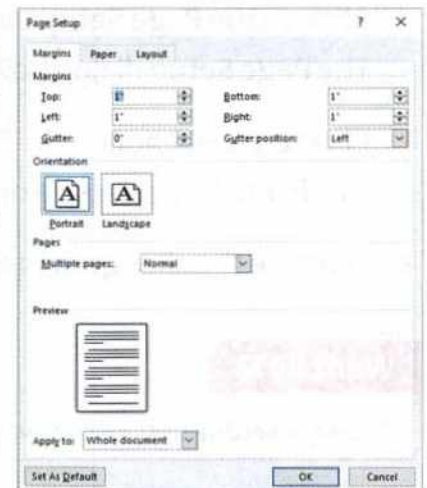 Page Setup ? ×
Margins Paper Layout
Margins
Top: 1" Bottom: 1"
Left: 1" Right: 1"
Gutter: 0" Gutter position: Left
Orientation
A A
Portrait Landscape
Pages
Multiple pages: Normal
Preview
Apply to: Whole document
Set As Default OK Cancel